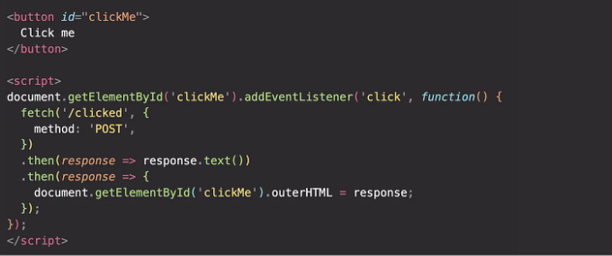 <button id="clickMe">
  Click me
</button>

<script>
document.getElementById('clickMe').addEventListener('click', function() {
  fetch('/clicked', {
    method: 'POST',
  })
  .then(response => response.text())
  .then(response => {
    document.getElementById('clickMe').outerHTML = response;
  });
});
</script>